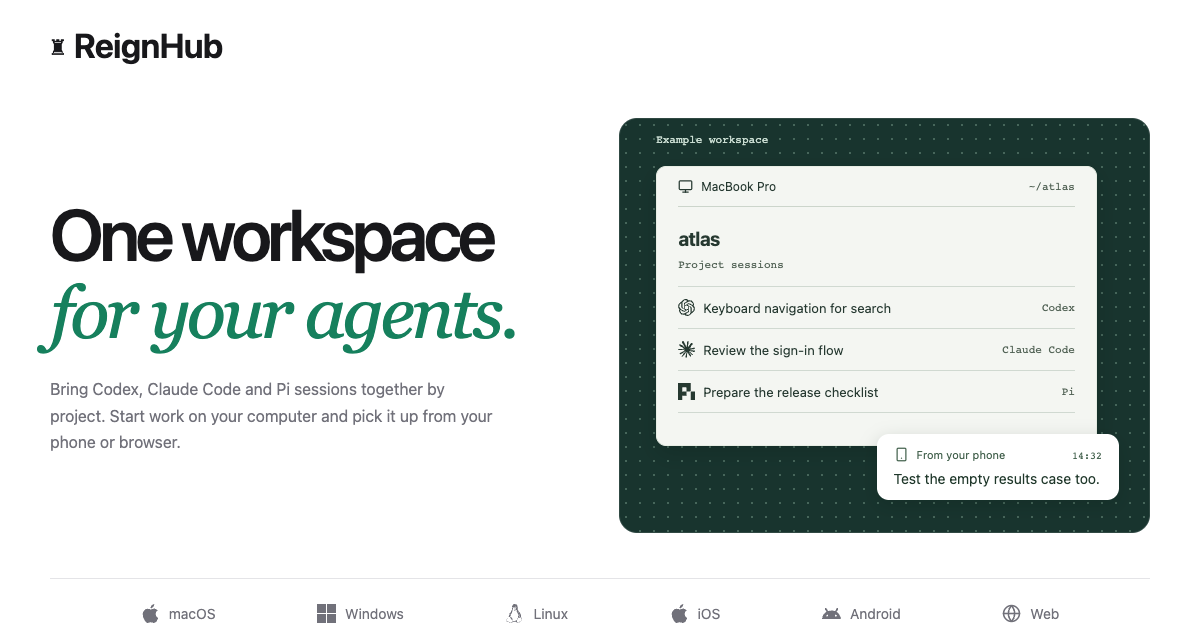 ReignHub
One workspace
for your agents.
Bring Codex, Claude Code and Pi sessions together by
project. Start work on your computer and pick it up from your
phone or browser.
Example workspace
MacBook Pro ~/atlas
atlas
Project sessions
Keyboard navigation for search Codex
Review the sign-in flow Claude Code
Prepare the release checklist Pi
From your phone 14:32
Test the empty results case too.
macOS Windows Linux iOS Android Web